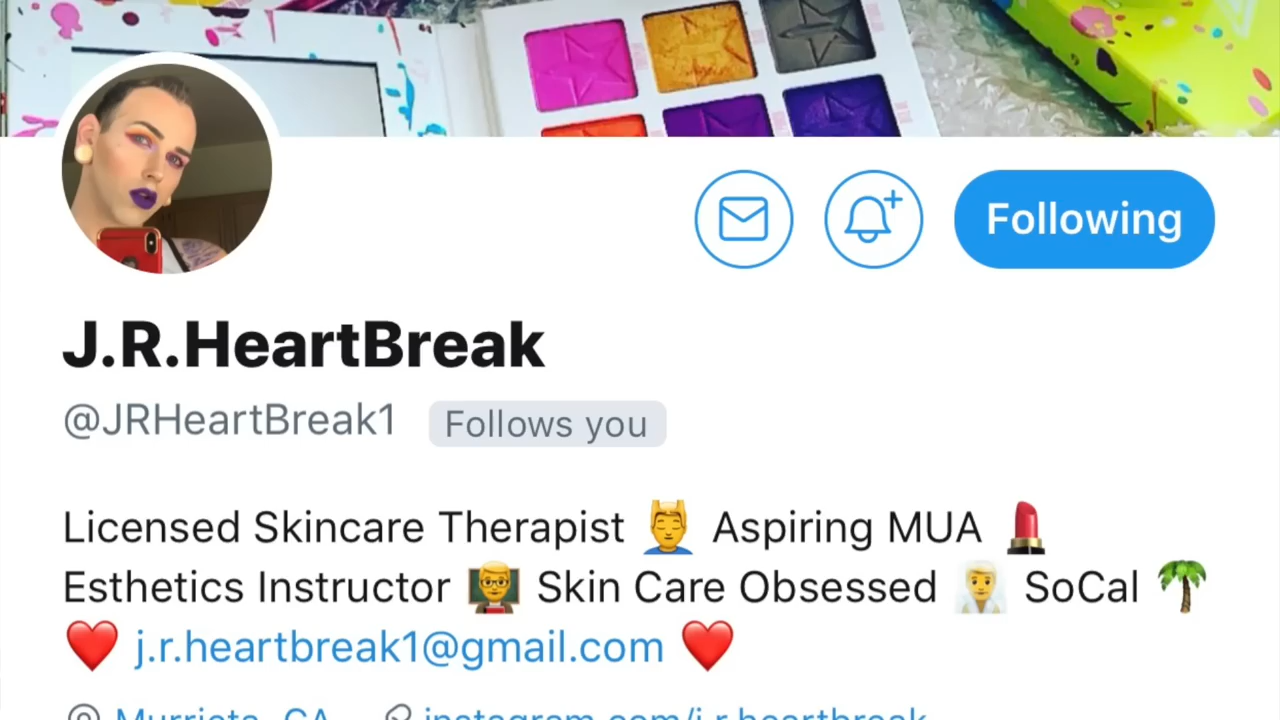 Following
J.R.HeartBreak
@JRHeartBreak1 Follows you
Licensed Skincare Therapist 💆‍♂️ Aspiring MUA 💄
Esthetics Instructor 👨‍🏫 Skin Care Obsessed 🧖‍♂️ SoCal 🌴
❤️ j.r.heartbreak1@gmail.com ❤️
Murrieta, CA instagram.com/j.r.heartbreak